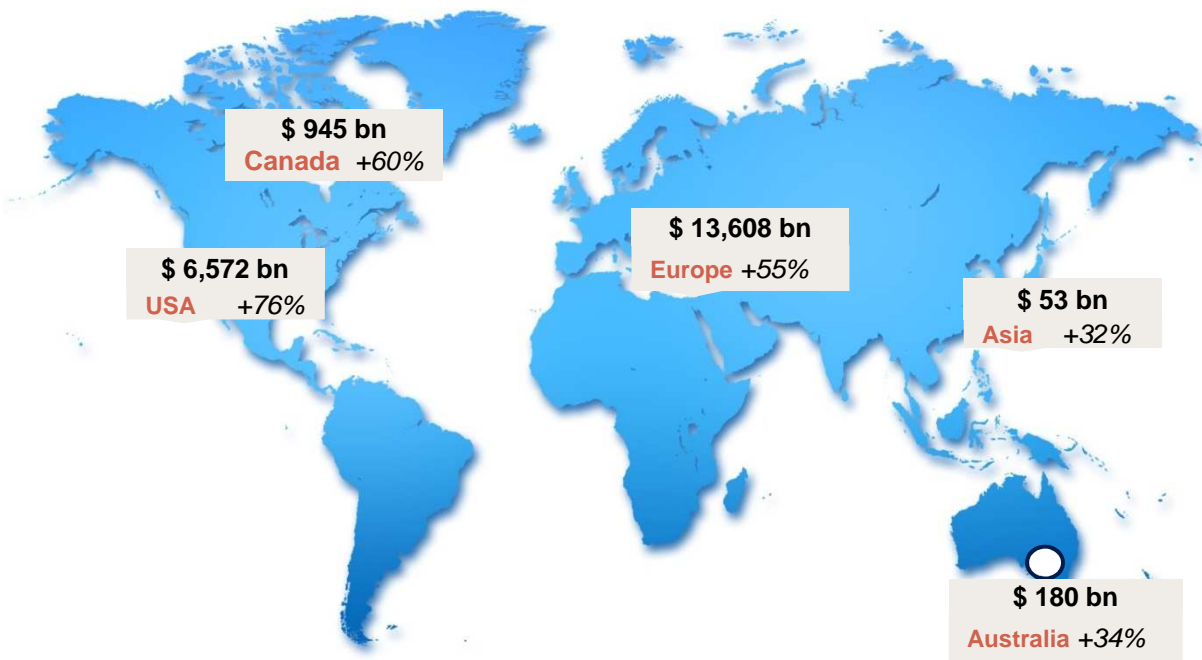 $ 945 bn
Canada +60%
$ 13,608 bn
Europe +55%
$ 6,572 bn
USA +76%
$ 53 bn
Asia +32%
$ 180 bn
Australia +34%